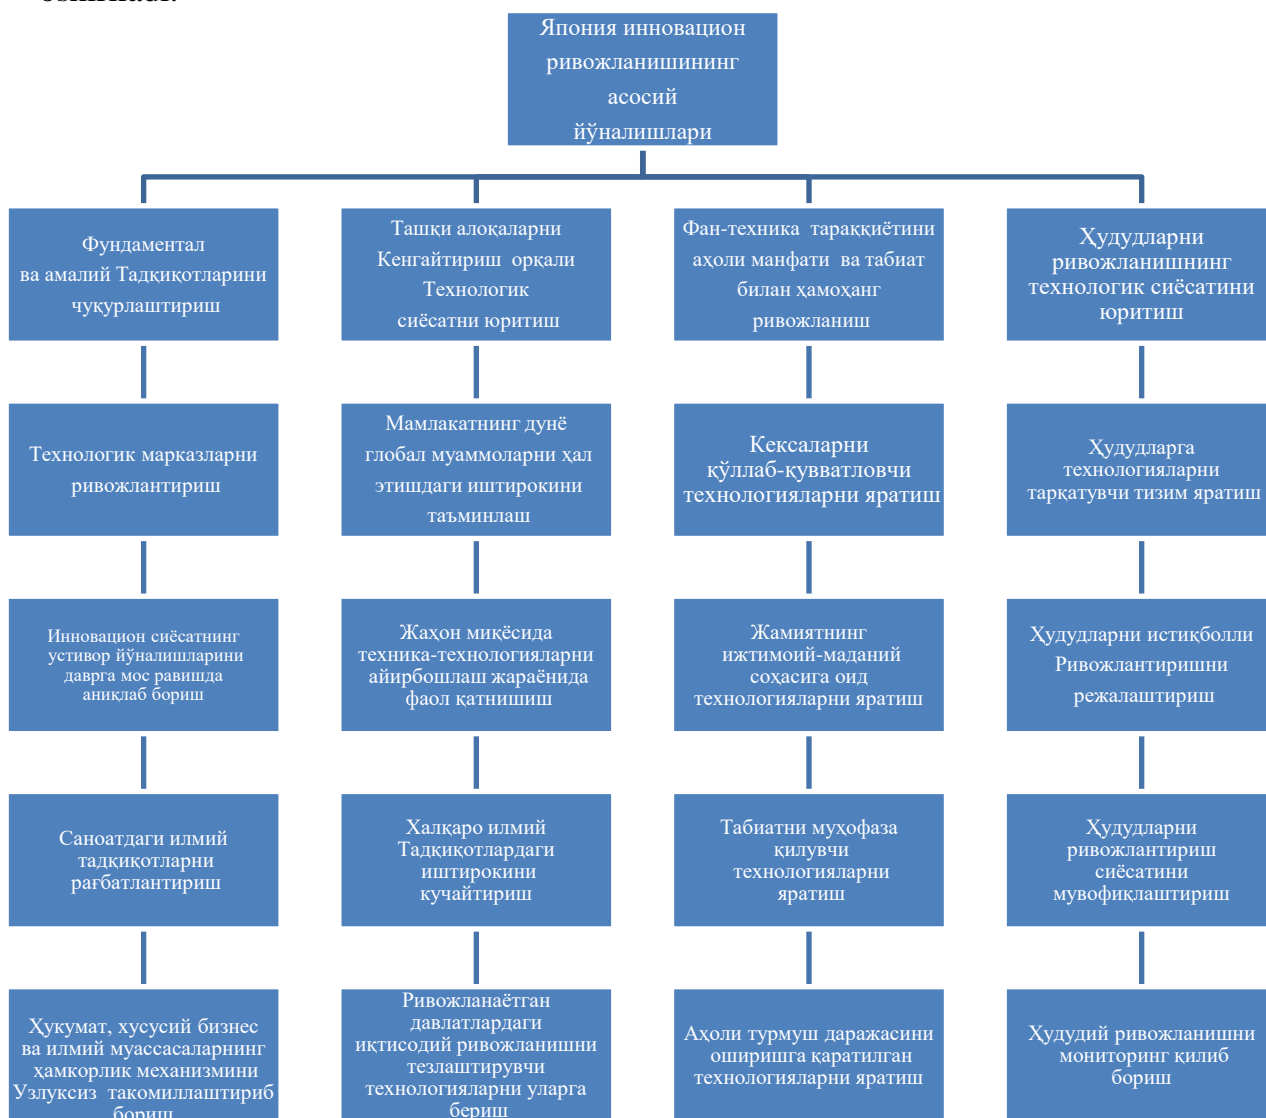 Япония инновацион
ривожланишининг
асосий
йўналишлари
Фундаментал
ва амалий Тадқиқотларини
чуқурлаштириш
Ташқи алоқаларни
Кенгайтириш орқали
Технологик
сиёсатни юритиш
Фан-техника тараққиётини
аҳоли манфати ва табиат
билан ҳамоҳанг
ривожланиш
Ҳудудларни
ривожланишнинг
технологик сиёсатини
юритиш
Технологик марказларни
ривожлантириш
Мамлакатнинг дунё
глобал муаммоларни ҳал
этишдаги иштирокини
таъминлаш
Кексаларни
қўллаб-қувватловчи
технологияларни яратиш
Ҳудудларга
технологияларни
тарқатувчи тизим яратиш
Инновацион сиёсатнинг
устивор йўналишларини
даврга мос равишда
аниқлаб бориш
Жаҳон миқёсида
техника-технологияларни
айирбошлаш жараёнида
фаол қатнишиш
Жамиятнинг
ижтимоий-маданий
соҳасига оид
технологияларни яратиш
Ҳудудларни истиқболли
Ривожлантиришни
режалаштириш
Саноатдаги илмий
тадқиқотларни
рағбатлантириш
Халқаро илмий
Тадқиқотлардаги
иштирокини
кучайтириш
Табиатни муҳофаза
қилувчи
технологияларни
яратиш
Ҳудудларни
ривожлантириш
сиёсатини
мувофиқлаштириш
Ҳукумат, хусусий бизнес
ва илмий муассасаларнинг
ҳамкорлик механизмини
Узлуксиз такомиллаштириб
бориш
Ривожланаётган
давлатлардаги
иқтисодий ривожланишни
тезлаштирувчи
технологияларни уларга
бериш
Аҳоли турмуш даражасини
оширишга қаратилган
технологияларни яратиш
Ҳудудий ривожланишни
мониторинг қилиб
бориш